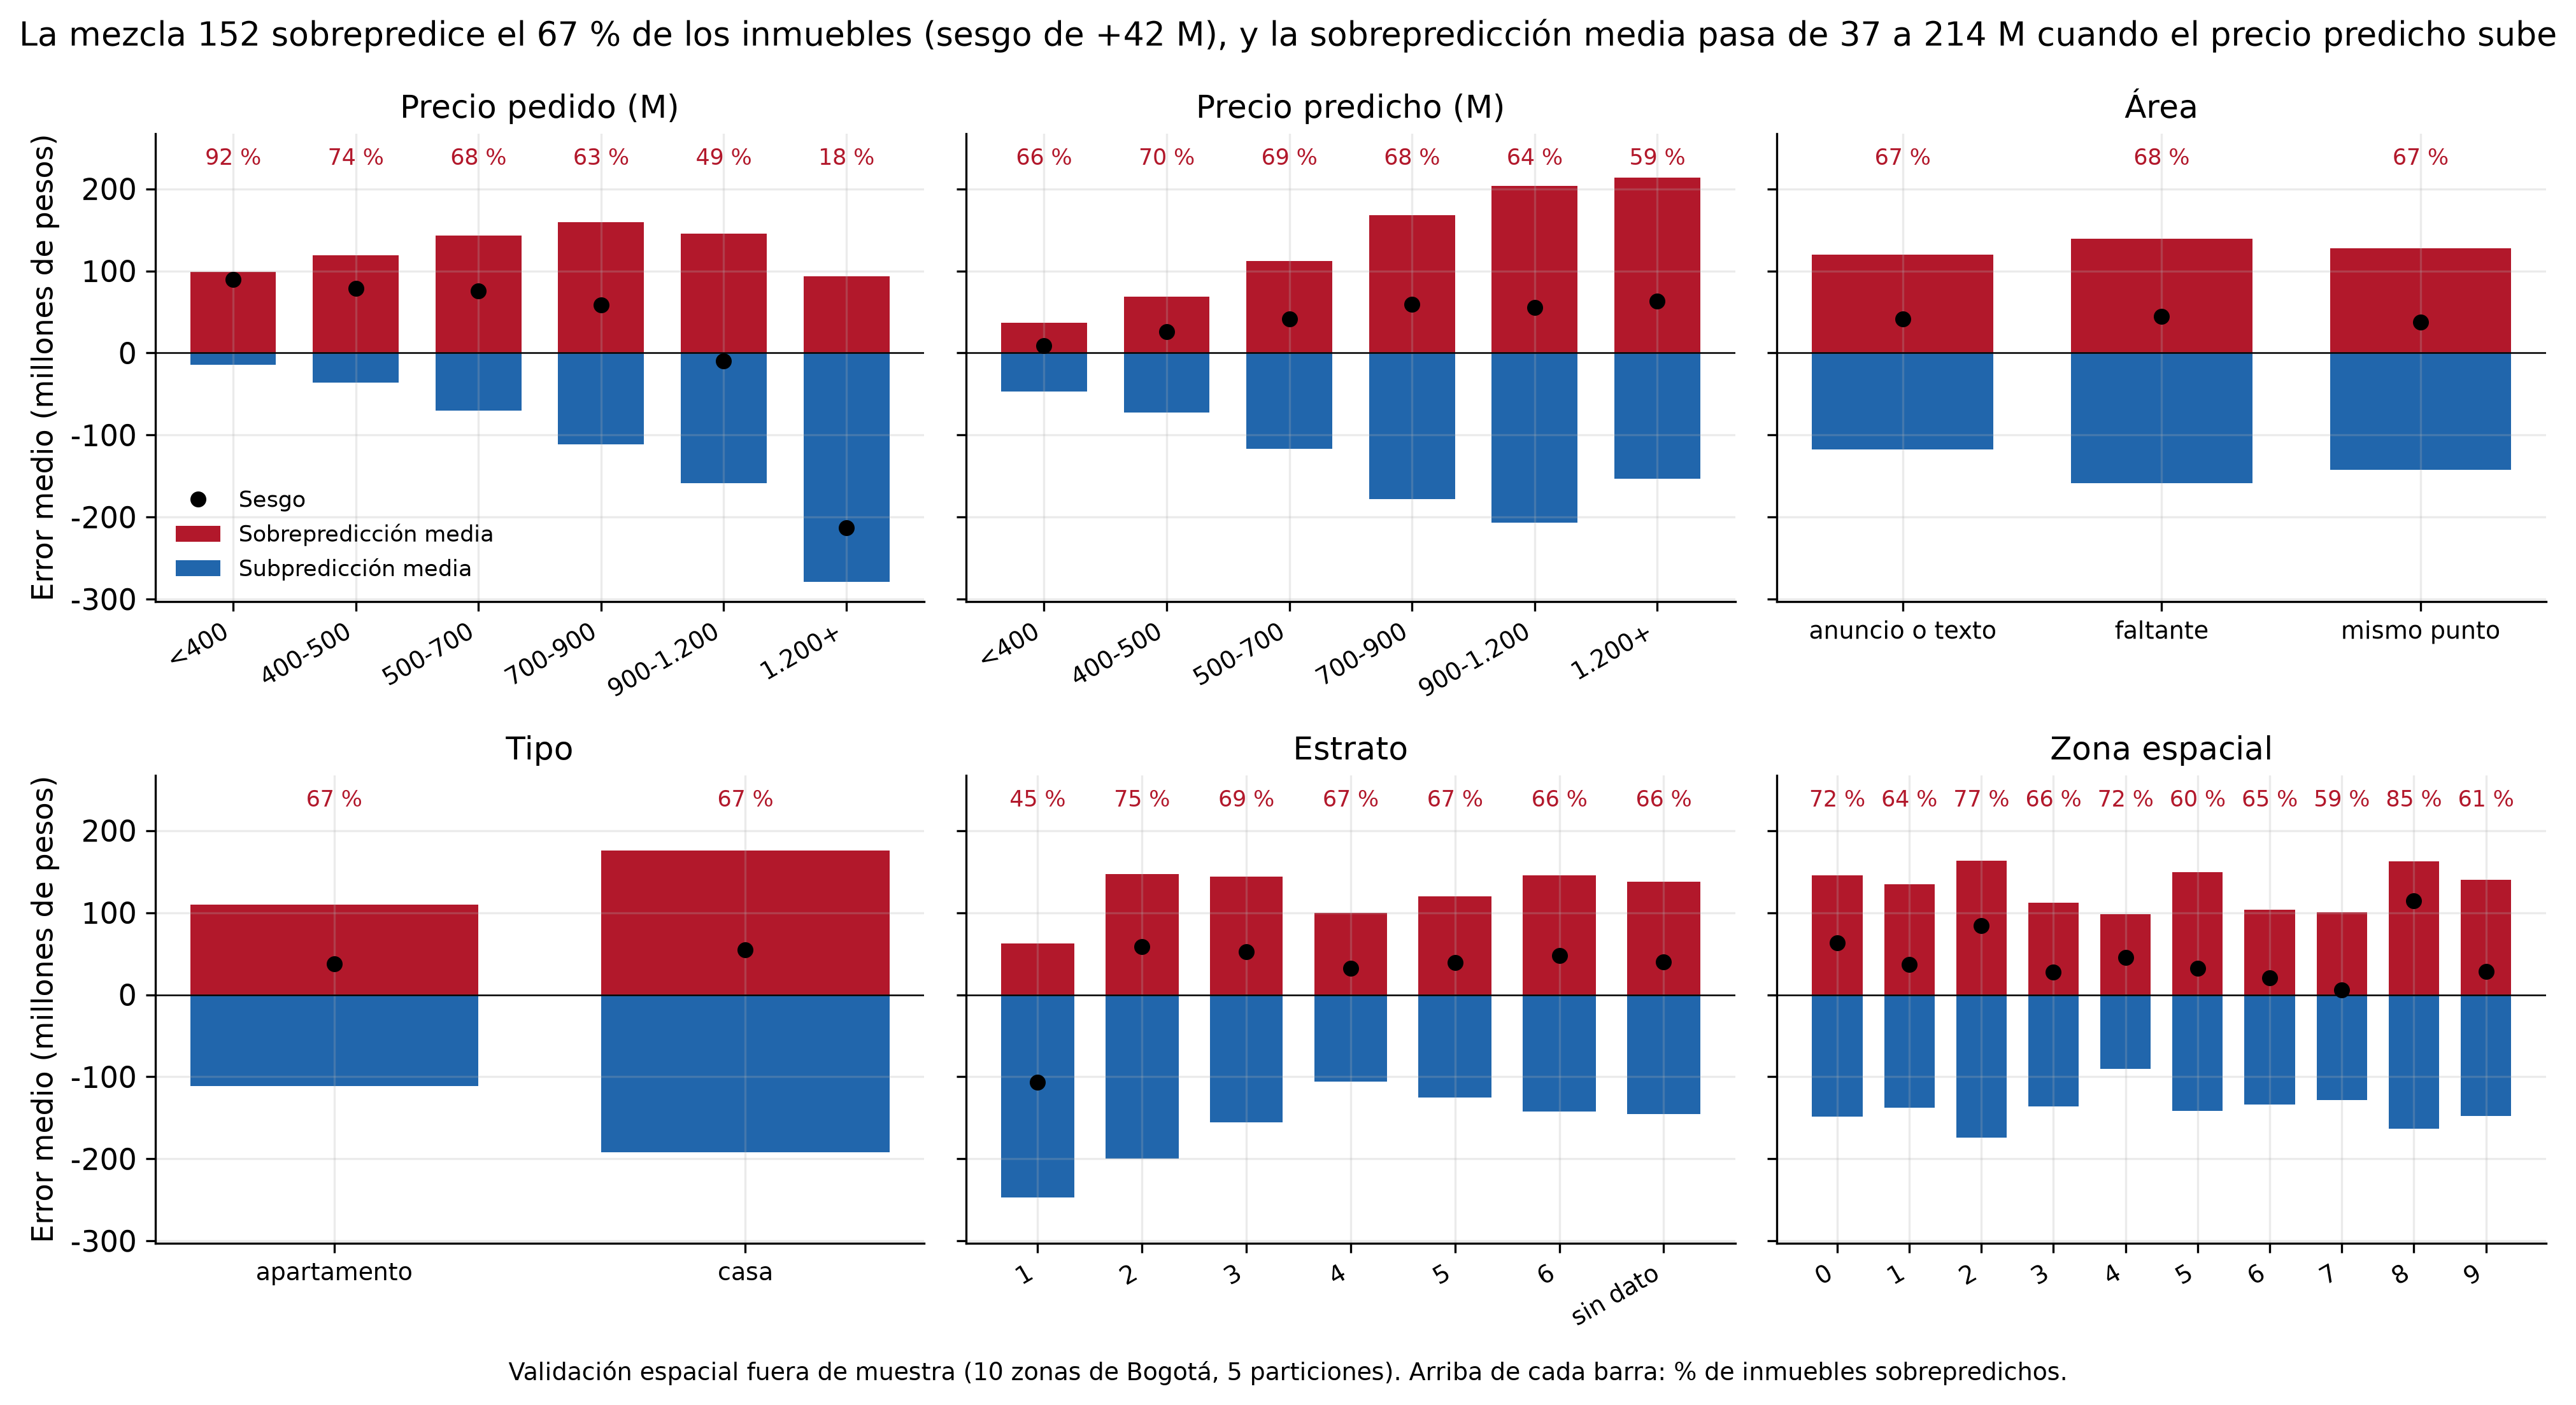 La mezcla 152 sobrepredice el 67 % de los inmuebles (sesgo de +42 M), y la sobrepredicción media pasa de 37 a 214 M cuando el precio predicho sube
Precio pedido (M)
Error medio (millones de pesos)
200
100
0
-100
-200
-300
92 % 74 % 68 % 63 % 49 % 18 %
Sesgo
Sobrepredicción media
Subpredicción media
<400 400-500 500-700 700-900 900-1.200 1.200+
Precio predicho (M)
66 % 70 % 69 % 68 % 64 % 59 %
<400 400-500 500-700 700-900 900-1.200 1.200+
Área
67 % 68 % 67 %
anuncio o texto faltante mismo punto
Tipo
Error medio (millones de pesos)
200
100
0
-100
-200
-300
67 % 67 %
apartamento casa
Estrato
45 % 75 % 69 % 67 % 67 % 66 % 66 %
1 2 3 4 5 6 sin dato
Zona espacial
72 % 64 % 77 % 66 % 72 % 60 % 65 % 59 % 85 % 61 %
0 1 2 3 4 5 6 7 8 9
Validación espacial fuera de muestra (10 zonas de Bogotá, 5 particiones). Arriba de cada barra: % de inmuebles sobrepredichos.